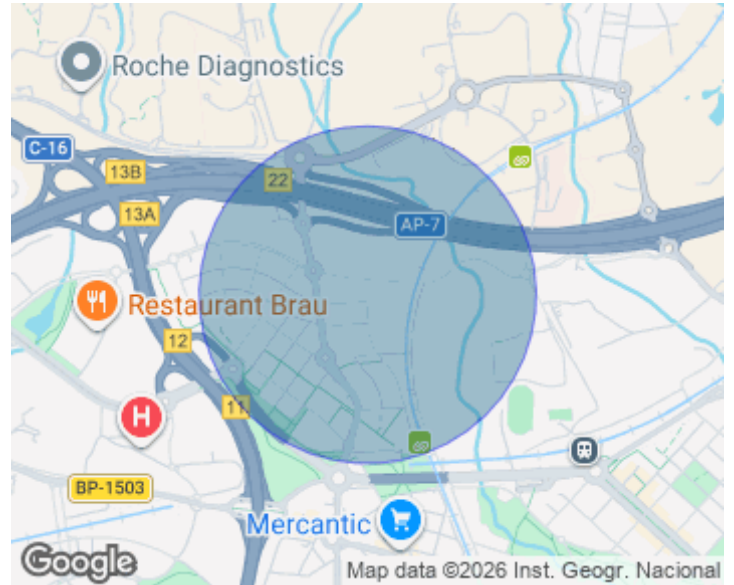 Roche Diagnostics
C-16
13B
22
13A
AP-7
Restaurant Brau
12
H
11
BP-1503
Mercantic
Google
Map data ©2026 Inst. Geogr. Nacional